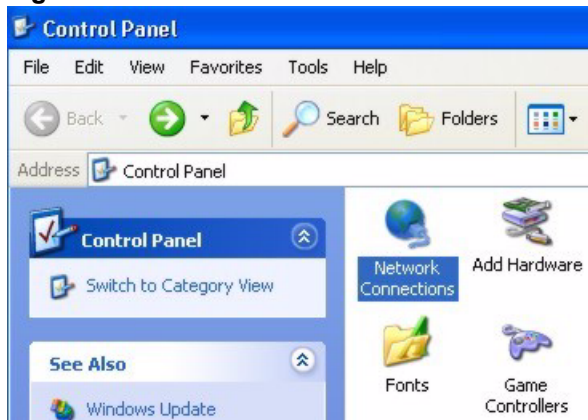 Control Panel
File Edit View Favorites Tools Help
Back Search Folders
Address Control Panel
Control Panel
Switch to Category View
See Also
Windows Update
Network Connections
Add Hardware
Fonts
Game Controllers